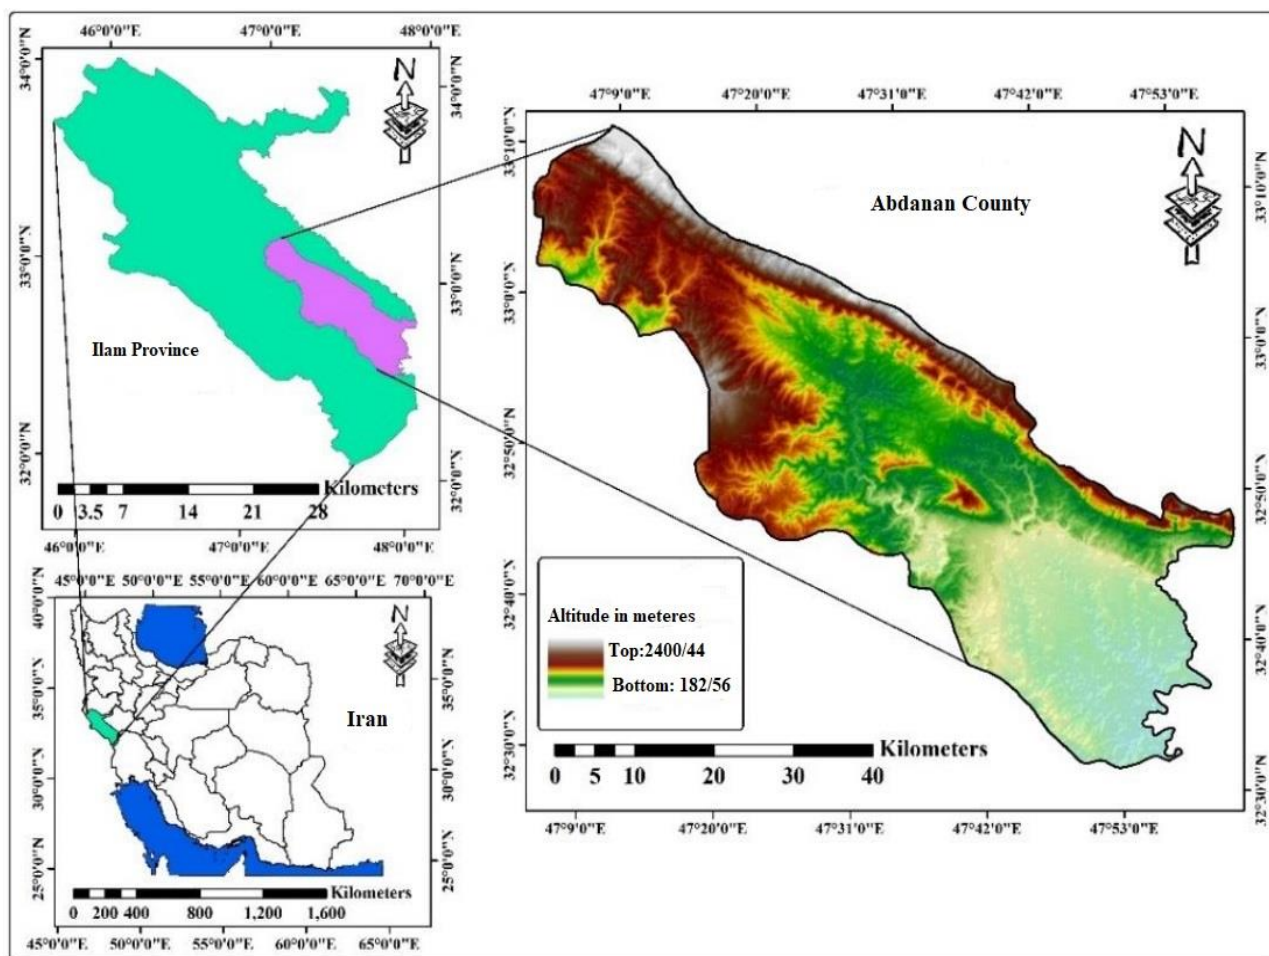 46°0'0"E 47°0'0"E 48°0'0"E
34°0'0"N
33°0'0"N
32°0'0"N
N
34°0'0"N
33°0'0"N
32°0'0"N
Ilam Province
Kilometers
0 3.5 7 14 21 28
46°0'0"E 47°0'0"E 48°0'0"E
45°0'0"E 50°0'0"E 55°0'0"E 60°0'0"E 65°0'0"E 70°0'0"E
40°0'0"N
35°0'0"N
30°0'0"N
25°0'0"N
N
35°0'0"N
30°0'0"N
25°0'0"N
Iran
Kilometers
0 200 400 800 1,200 1,600
45°0'0"E 50°0'0"E 55°0'0"E 60°0'0"E 65°0'0"E
47°9'0"E 47°20'0"E 47°31'0"E 47°42'0"E 47°53'0"E
33°10'0"N
33°0'0"N
32°50'0"N
32°40'0"N
32°30'0"N
Abdanan County
N
33°10'0"N
33°0'0"N
32°50'0"N
32°40'0"N
32°30'0"N
Altitude in meteres
Top:2400/44
Bottom: 182/56
Kilometers
0 5 10 20 30 40
47°9'0"E 47°20'0"E 47°31'0"E 47°42'0"E 47°53'0"E